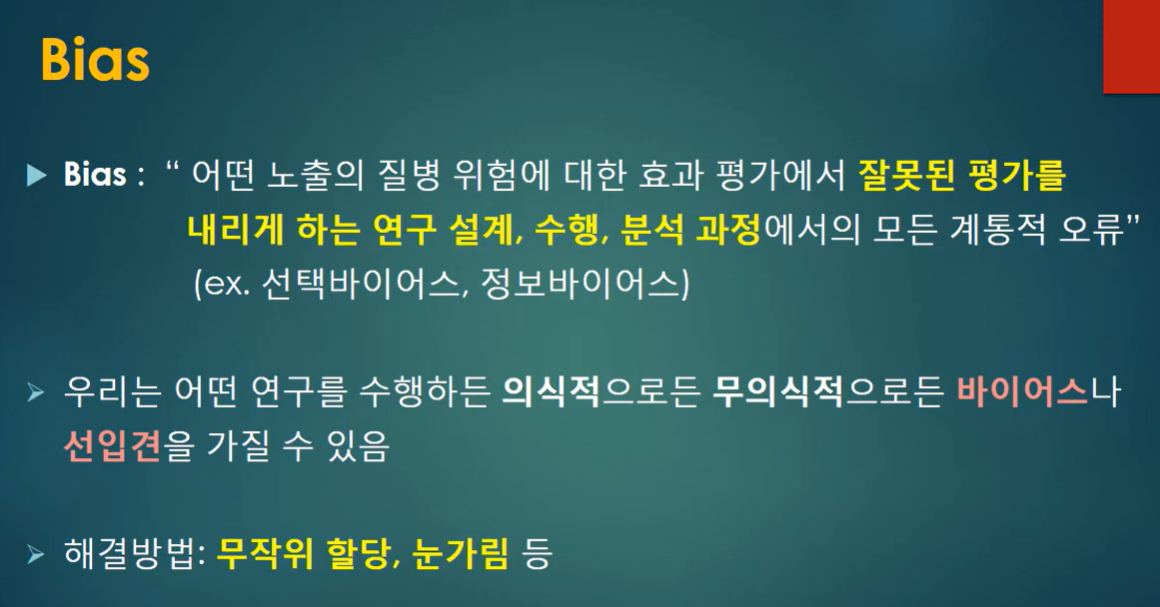 Bias
Bias : “ 어떤 노출의 질병 위험에 대한 효과 평가에서 잘못된 평가를
내리게 하는 연구 설계, 수행, 분석 과정에서의 모든 계통적 오류”
(ex. 선택바이어스, 정보바이어스)
우리는 어떤 연구를 수행하든 의식적으로든 무의식적으로든 바이어스나
선입견을 가질 수 있음
해결방법: 무작위 할당, 눈가림 등